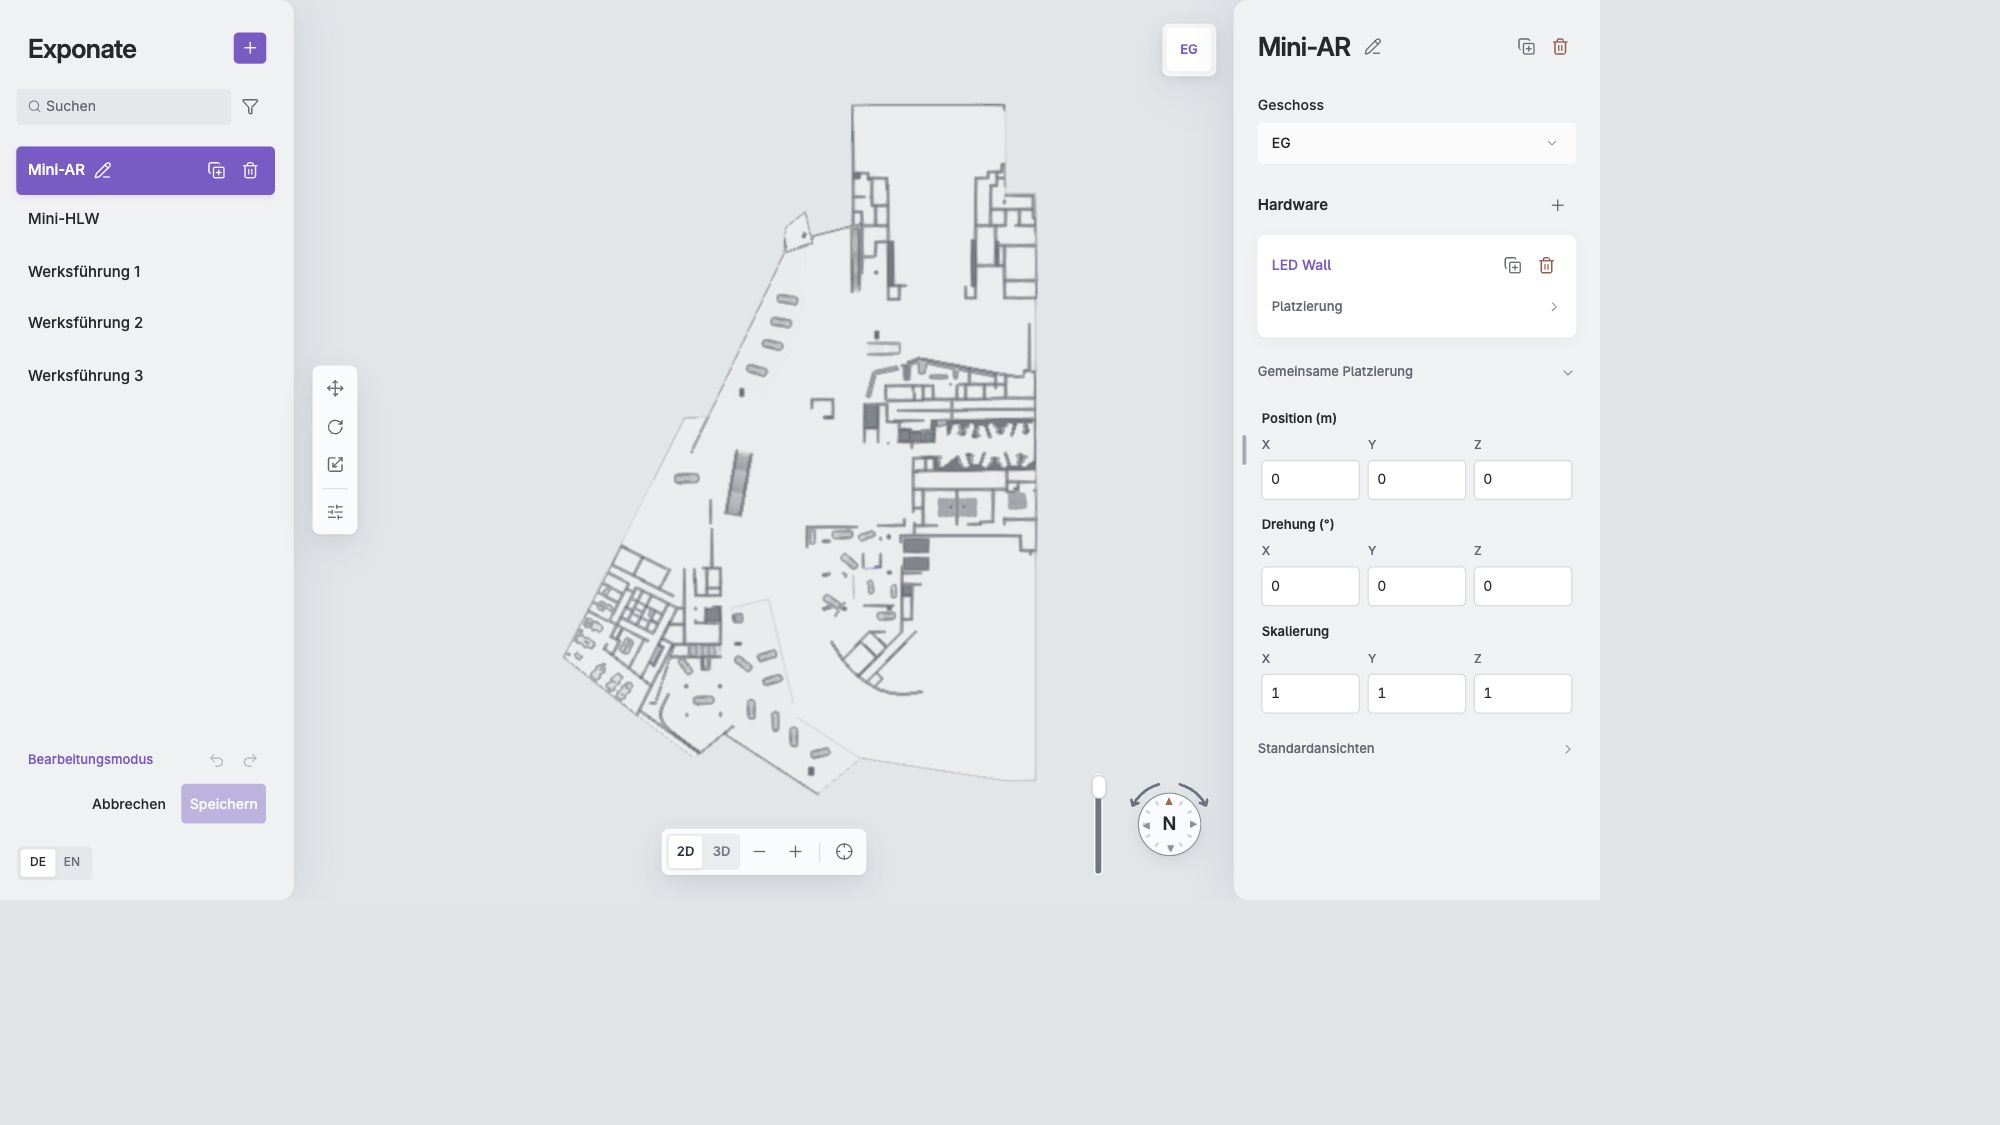 Exponate
Suchen
Mini-AR
Mini-HLW
Werksführung 1
Werksführung 2
Werksführung 3
Bearbeitungsmodus
Abbrechen Speichern
DE EN
EG
2D 3D
N
Mini-AR
Geschoss
EG
Hardware
LED Wall
Platzierung
Gemeinsame Platzierung
Position (m)
X Y Z
0 0 0
Drehung (°)
X Y Z
0 0 0
Skalierung
X Y Z
1 1 1
Standardansichten